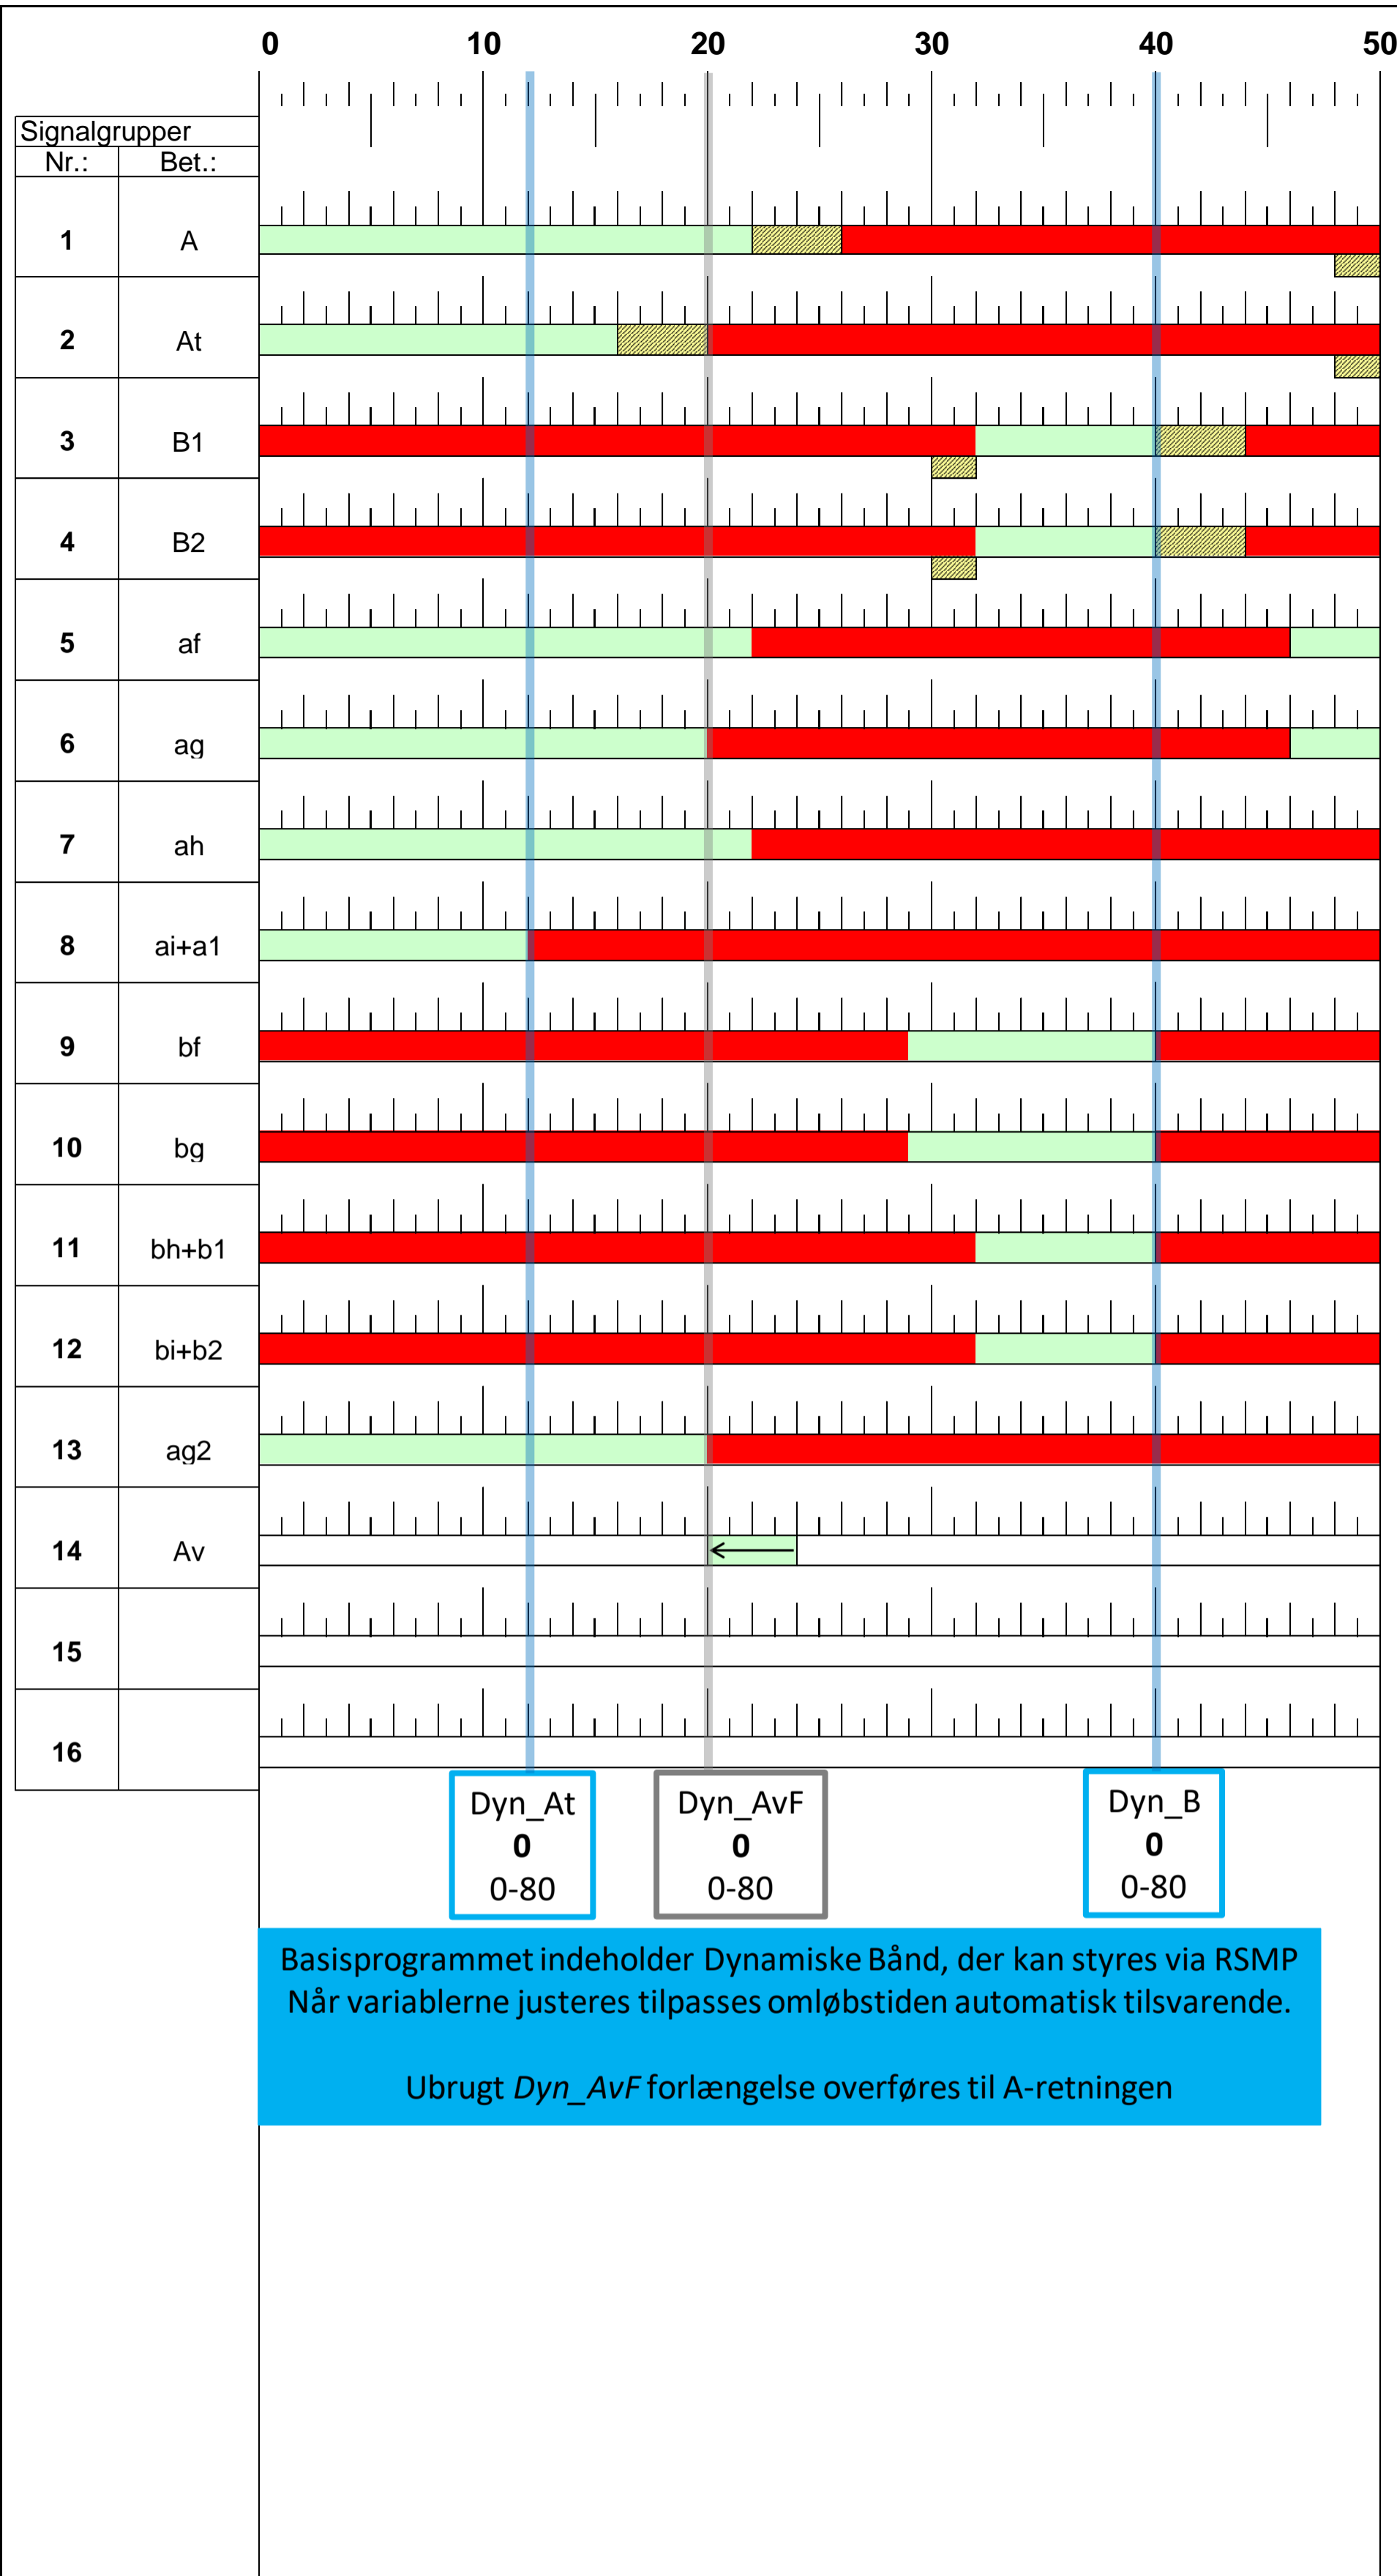 0 10 20 30 40 50
Signalgrupper
Nr.: Bet.:
1 A
2 At
3 B1
4 B2
5 af
6 ag
7 ah
8 ai+a1
9 bf
10 bg
11 bh+b1
12 bi+b2
13 ag2
14 Av
15
16
Dyn_At
0
0-80
Dyn_AvF
0
0-80
Dyn_B
0
0-80
Basisprogrammet indeholder Dynamiske Bånd, der kan styres via RSMP
Når variablerne justeres tilpasses omløbstiden automatisk tilsvarende.
Ubrugt Dyn_AvF forlængelse overføres til A-retningen